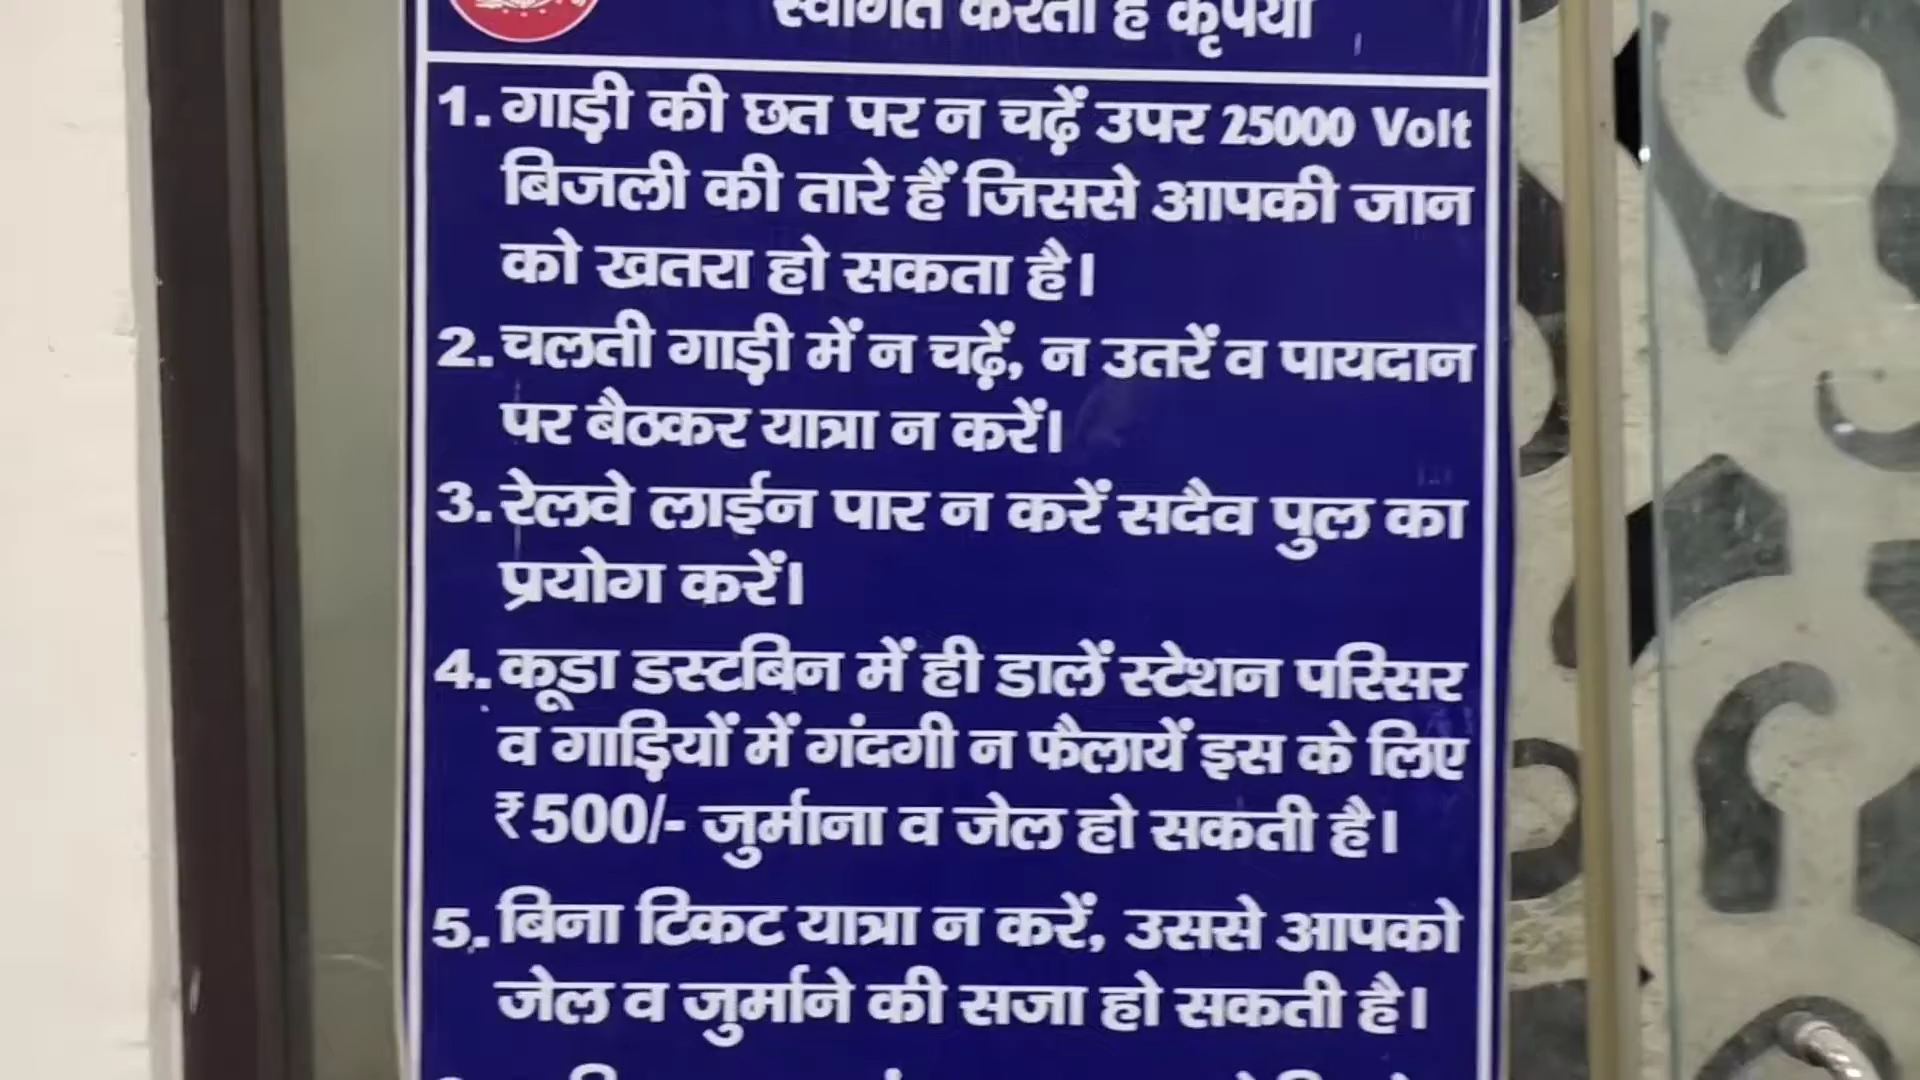 स्वागत करता है कृपया
1. गाड़ी की छत पर न चढ़ें उपर 25000 Volt
बिजली की तारे हैं जिससे आपकी जान
को खतरा हो सकता है।
2. चलती गाड़ी में न चढ़ें, न उतरें व पायदान
पर बैठकर यात्रा न करें।
3. रेलवे लाईन पार न करें सदैव पुल का
प्रयोग करें।
4. कूडा डस्टबिन में ही डालें स्टेशन परिसर
व गाड़ियों में गंदगी न फैलायें इस के लिए
₹500/- जुर्माना व जेल हो सकती है।
5. बिना टिकट यात्रा न करें, उससे आपको
जेल व जुर्माने की सजा हो सकती है।